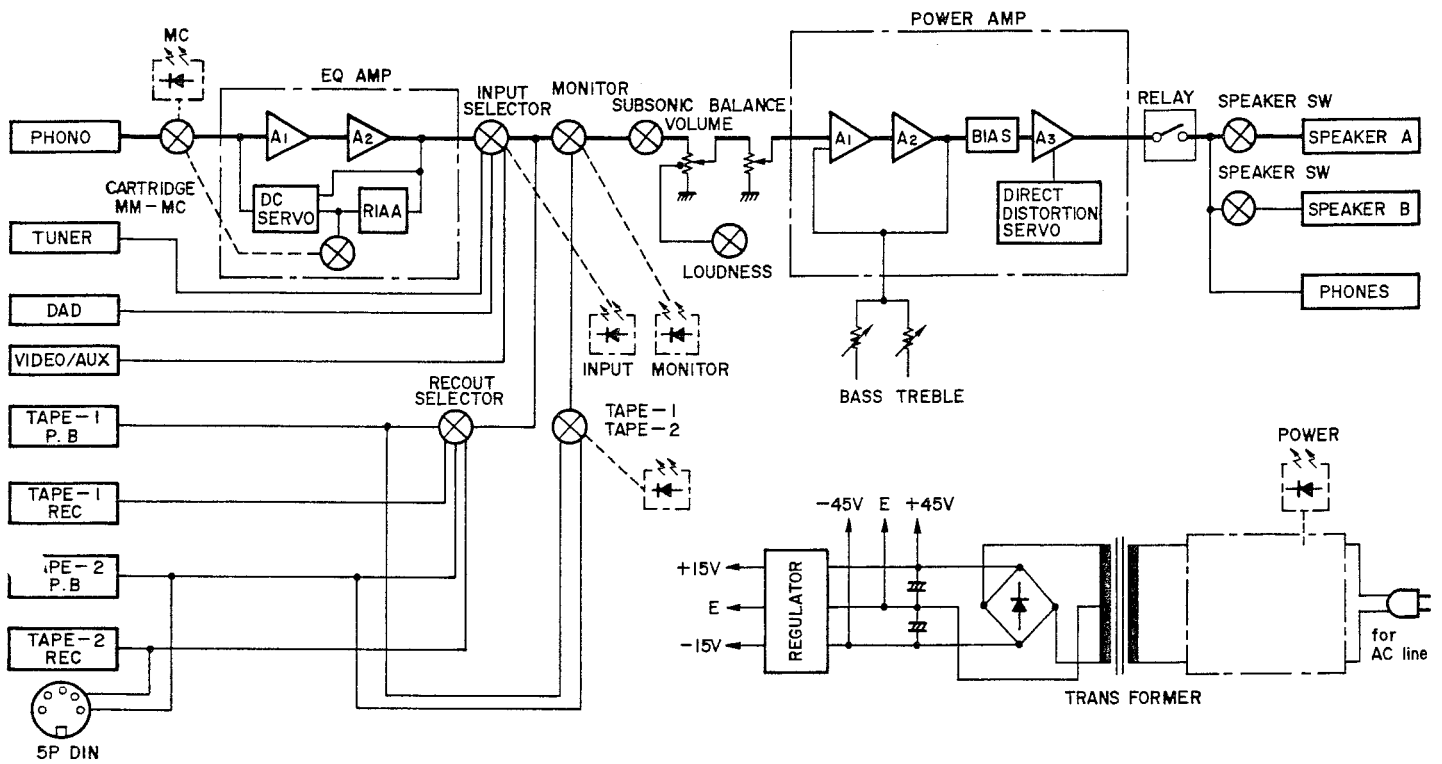 POWER AMP
MC
EQ AMP
INPUT
SELECTOR
MONITOR
SUBSONIC
BALANCE
VOLUME
RELAY
SPEAKER SW
PHONO
A1
A2
A1
A2
BIAS
A3
SPEAKER A
SPEAKER SW
CARTRIDGE
MM-MC
DC
SERVO
RIAA
DIRECT
DISTORTION
SERVO
SPEAKER B
TUNER
LOUDNESS
PHONES
DAD
VIDEO/AUX
INPUT
MONITOR
BASS
TREBLE
RECOUT
SELECTOR
TAPE-1
P.B
TAPE-1
TAPE-2
POWER
TAPE-1
REC
-45V
E
+45V
PE-2
P.B
+15V
E
-15V
REGULATOR
TAPE-2
REC
for
AC line
TRANS FORMER
5P DIN